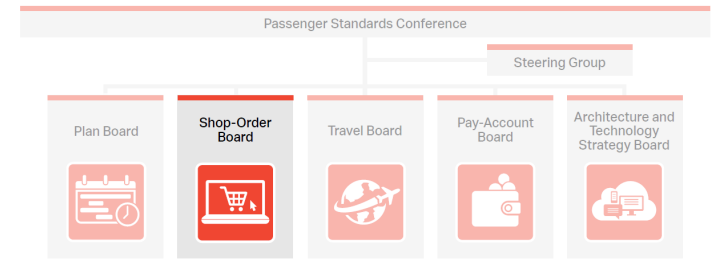 Passenger Standards Conference
Steering Group
Plan Board
Shop-Order
Board
Travel Board
Pay-Account
Board
Architecture and
Technology
Strategy Board